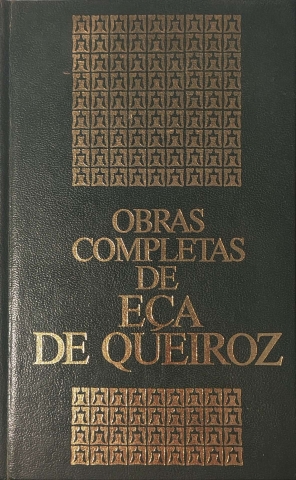 OBRAS
COMPLETAS
DE
EÇA
DE QUEIROZ